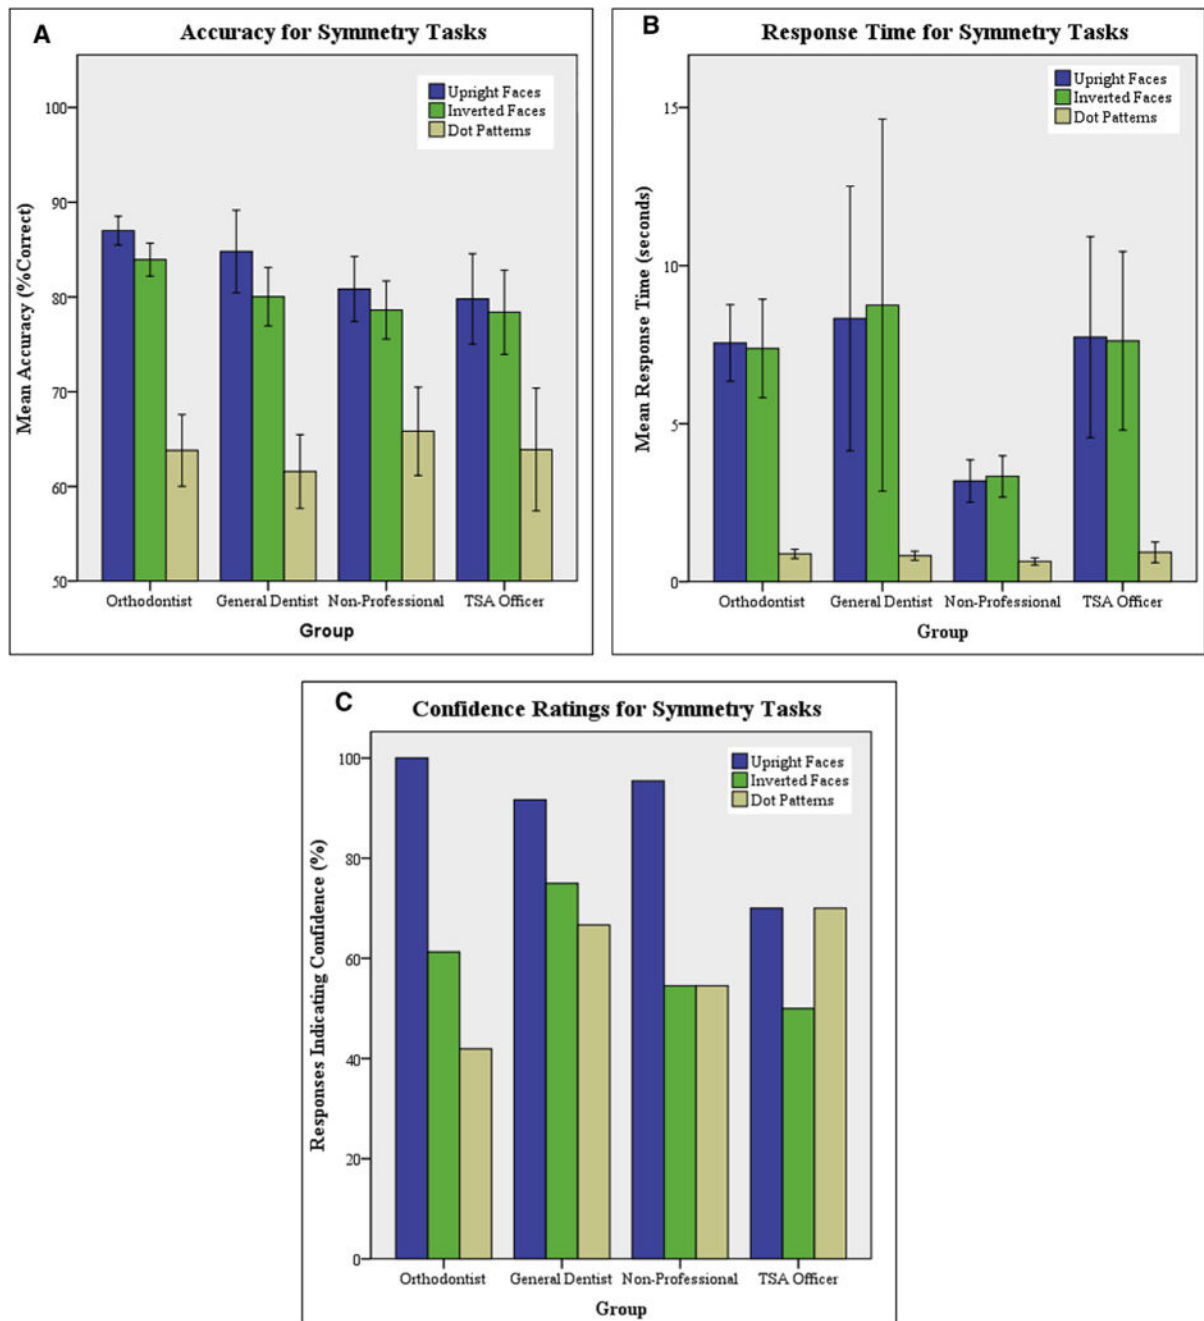 A
Accuracy for Symmetry Tasks
Upright Faces
Inverted Faces
Dot Patterns
Mean Accuracy (%Correct)
100
90
80
70
60
50
Orthodontist General Dentist Non-Professional TSA Officer
Group
B
Response Time for Symmetry Tasks
Upright Faces
Inverted Faces
Dot Patterns
Mean Response Time (seconds)
15
10
5
0
Orthodontist General Dentist Non-Professional TSA Officer
Group
C
Confidence Ratings for Symmetry Tasks
Upright Faces
Inverted Faces
Dot Patterns
Responses Indicating Confidence (%)
100
80
60
40
20
0
Orthodontist General Dentist Non-Professional TSA Officer
Group